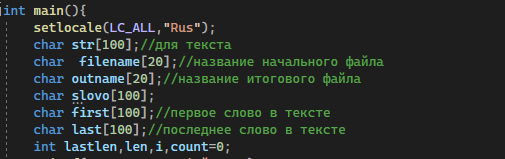 int main(){
setlocale(LC_ALL,"Rus");
char str[100];//для текста
char  filename[20];//название начального файла
char outname[20];//название итогового файла
char slovo[100];
char first[100];//первое слово в тексте
char last[100];//последнее слово в тексте
int lastlen,len,i,count=0;